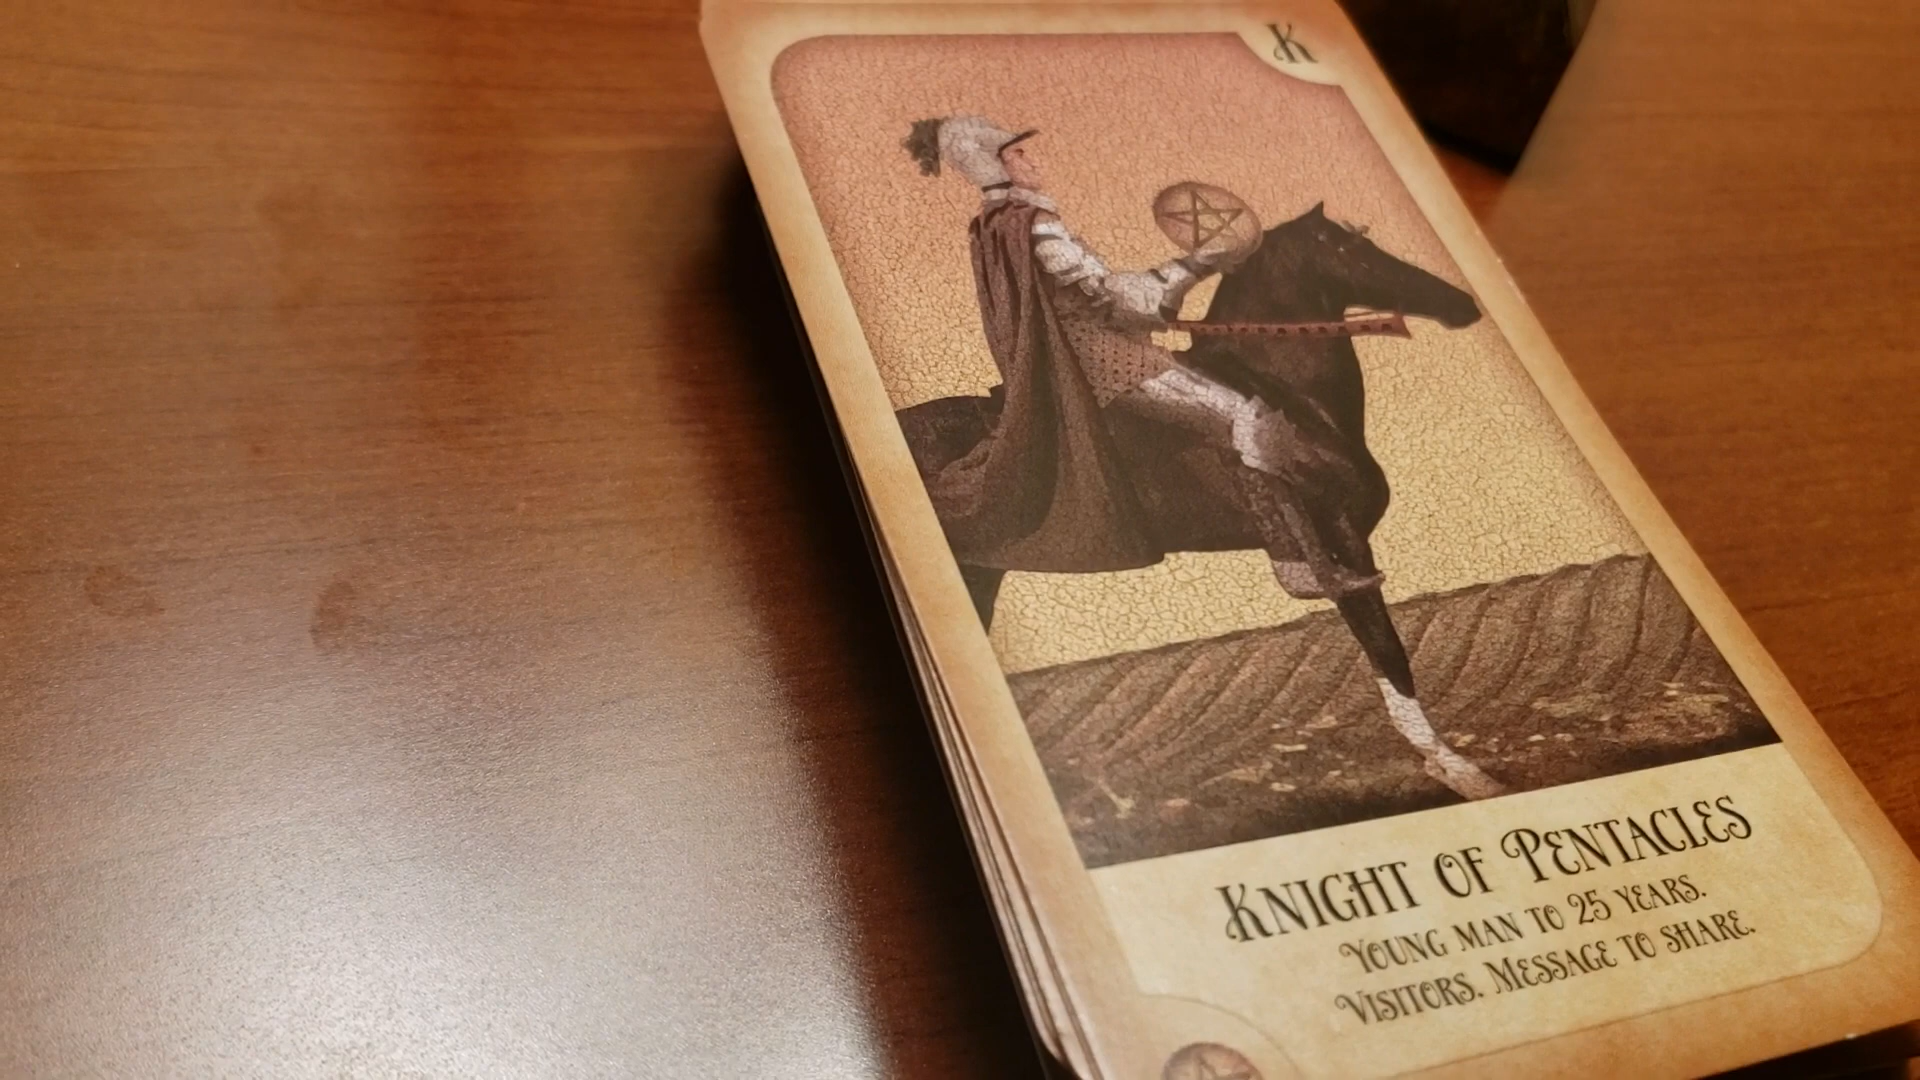 K
Knight of Pentacles
Young man to 25 years.
Visitors. Message to share.